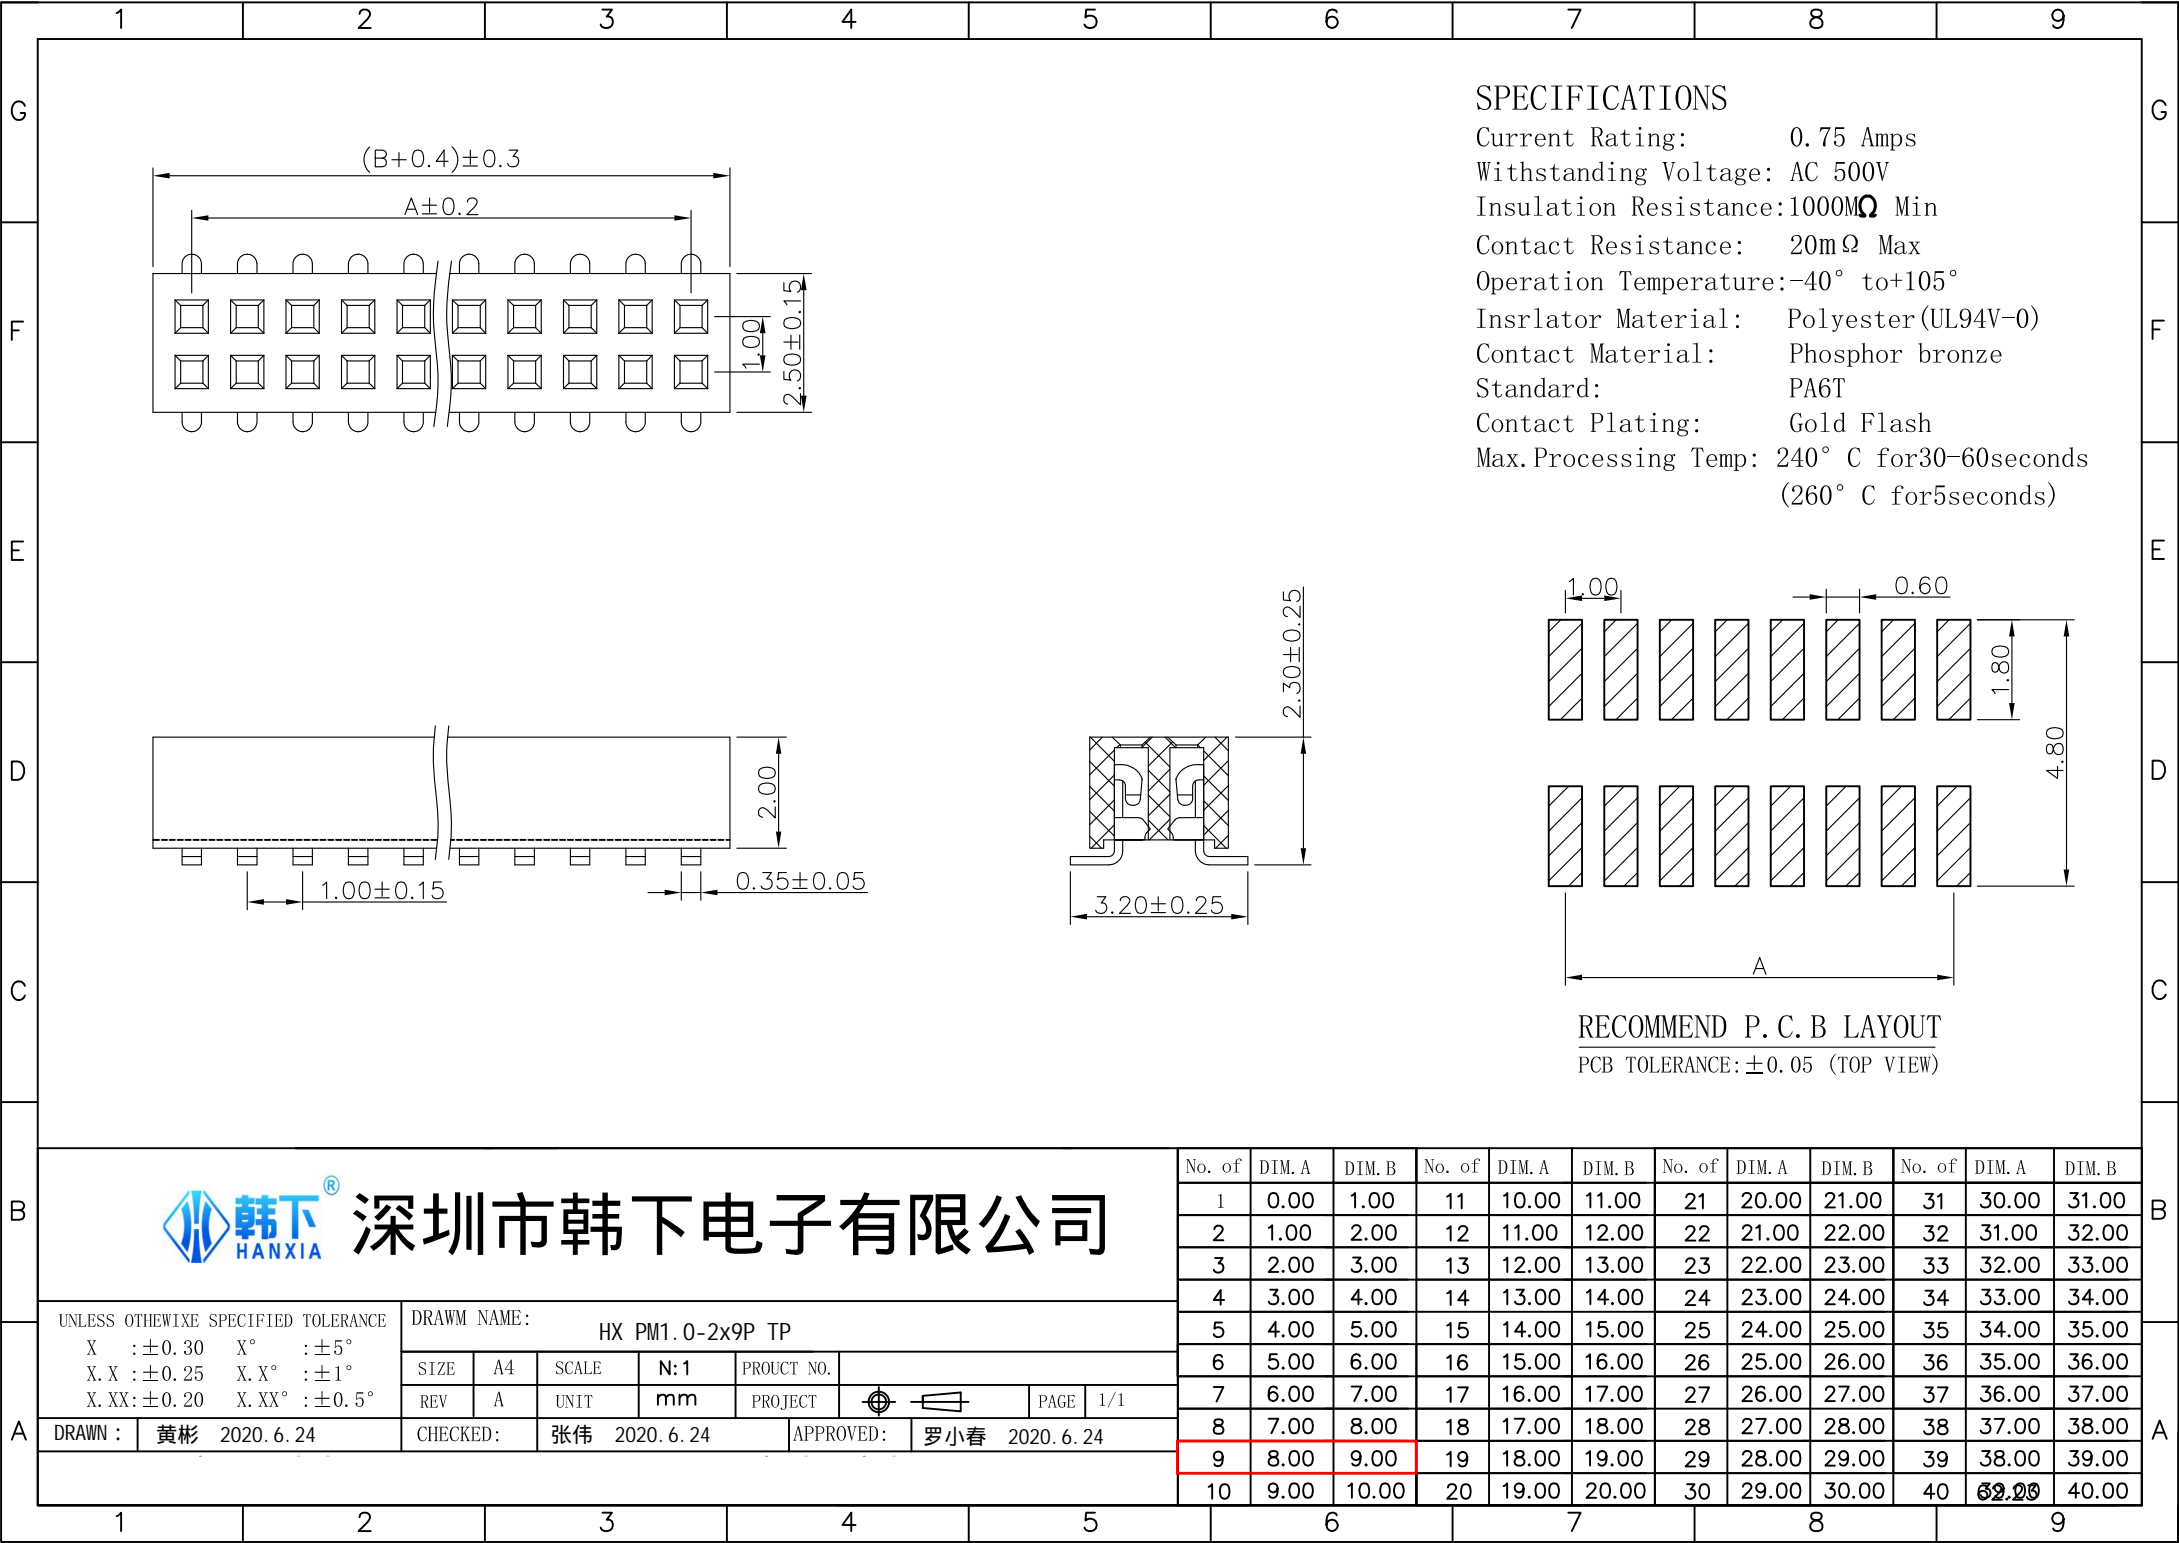 1 2 3 4 5 6 7 8 9
G G
F F
E E
D D
C C
B B
A A
(B+0.4)±0.3
A±0.2
1.00
2.50±0.15
SPECIFICATIONS
Current Rating: 0.75 Amps
Withstanding Voltage: AC 500V
Insulation Resistance:1000MΩ Min
Contact Resistance: 20mΩ Max
Operation Temperature:-40° to+105°
Insrlator Material: Polyester(UL94V-0)
Contact Material: Phosphor bronze
Standard: PA6T
Contact Plating: Gold Flash
Max.Processing Temp: 240° C for30-60seconds
(260° C for5seconds)
2.00
1.00±0.15
0.35±0.05
2.30±0.25
3.20±0.25
1.00
0.60
1.80
4.80
A
RECOMMEND P.C.B LAYOUT
PCB TOLERANCE:±0.05 (TOP VIEW)
韩下®
HANXIA
深圳市韩下电子有限公司
UNLESS OTHEWIXE SPECIFIED TOLERANCE
X :±0.30 X° :±5°
X.X :±0.25 X.X° :±1°
X.XX:±0.20 X.XX° :±0.5°
DRAWM NAME:
HX PM1.0-2x9P TP
SIZE A4 SCALE N:1 PROUCT NO.
REV A UNIT mm PROJECT PAGE 1/1
DRAWN : 黄彬 2020.6.24 CHECKED: 张伟 2020.6.24 APPROVED: 罗小春 2020.6.24
No. of DIM.A DIM.B No. of DIM.A DIM.B No. of DIM.A DIM.B No. of DIM.A DIM.B
1 0.00 1.00 11 10.00 11.00 21 20.00 21.00 31 30.00 31.00
2 1.00 2.00 12 11.00 12.00 22 21.00 22.00 32 31.00 32.00
3 2.00 3.00 13 12.00 13.00 23 22.00 23.00 33 32.00 33.00
4 3.00 4.00 14 13.00 14.00 24 23.00 24.00 34 33.00 34.00
5 4.00 5.00 15 14.00 15.00 25 24.00 25.00 35 34.00 35.00
6 5.00 6.00 16 15.00 16.00 26 25.00 26.00 36 35.00 36.00
7 6.00 7.00 17 16.00 17.00 27 26.00 27.00 37 36.00 37.00
8 7.00 8.00 18 17.00 18.00 28 27.00 28.00 38 37.00 38.00
9 8.00 9.00 19 18.00 19.00 29 28.00 29.00 39 38.00 39.00
10 9.00 10.00 20 19.00 20.00 30 29.00 30.00 40 40.00
1 2 3 4 5 6 7 8 9